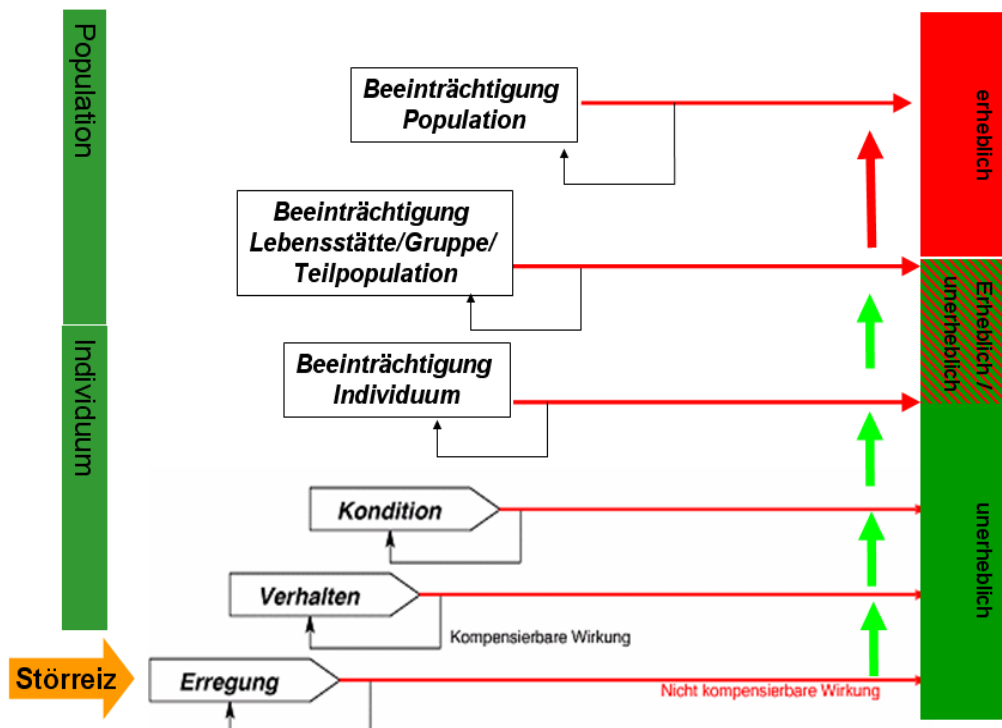 Population
Beeinträchtigung
Population
erheblich
Beeinträchtigung
Lebensstätte/Gruppe/
Teilpopulation
Erheblich /
unerheblich
Individuum
Beeinträchtigung
Individuum
Kondition
unerheblich
Verhalten
Kompensierbare Wirkung
Störreiz
Erregung
Nicht kompensierbare Wirkung